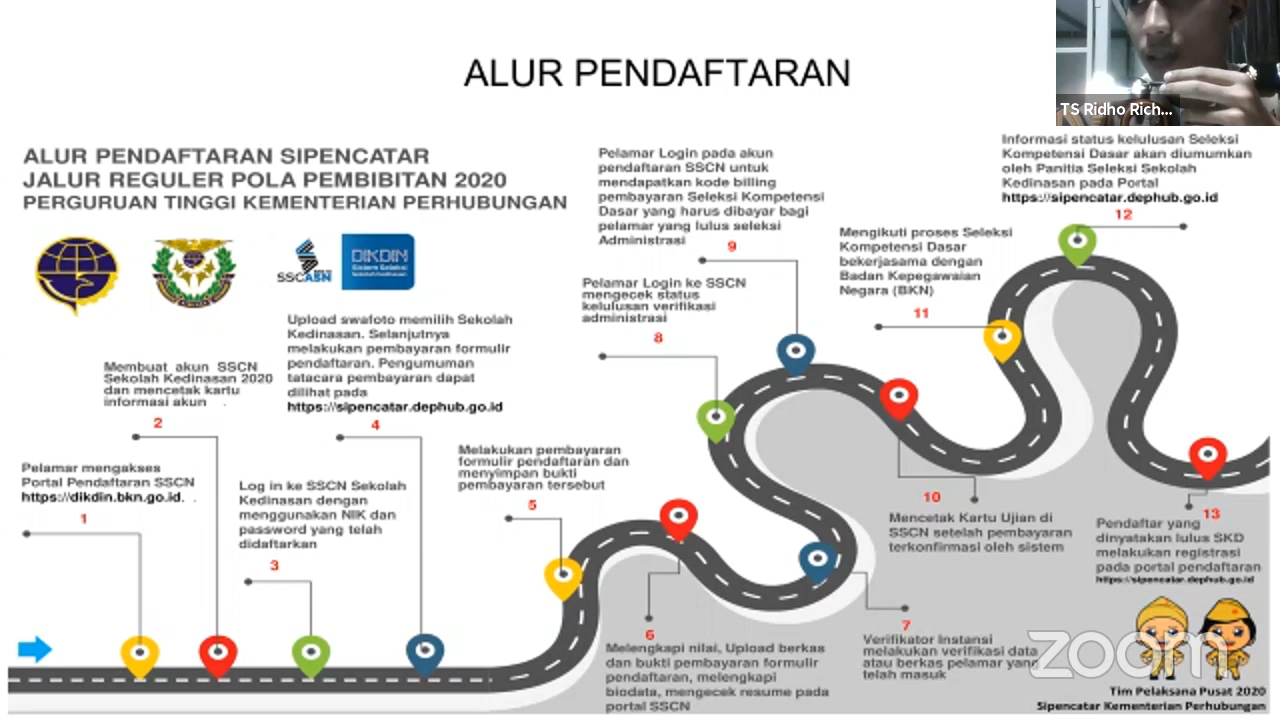 ALUR PENDAFTARAN
TS Ridho Rich...
ALUR PENDAFTARAN SIPENCATAR
JALUR REGULER POLA PEMBIBITAN 2020
PERGURUAN TINGGI KEMENTERIAN PERHUBUNGAN
SSCASN
DIKDIN
Sistem Seleksi
Sekolah Kedinasan
Pelamar mengakses
Portal Pendaftaran SSCN
https://dikdin.bkn.go.id.
1
Membuat akun SSCN
Sekolah Kedinasan 2020
dan mencetak kartu
informasi akun
2
Log in ke SSCN Sekolah
Kedinasan dengan
menggunakan NIK dan
password yang telah
didaftarkan
3
Upload swafoto memilih Sekolah
Kedinasan. Selanjutnya
melakukan pembayaran formulir
pendaftaran. Pengumuman
tatacara pembayaran dapat
dilihat pada
https://sipencatar.dephub.go.id
4
Melakukan pembayaran
formulir pendaftaran dan
menyimpan bukti
pembayaran tersebut
5
6
Melengkapi nilai, Upload berkas
dan bukti pembayaran formulir
pendaftaran, melengkapi
biodata, mengecek resume pada
portal SSCN
7
Verifikator Instansi
melakukan verifikasi data
atau berkas pelamar yang
telah masuk
Pelamar Login ke SSCN
mengecek status
kelulusan verifikasi
administrasi
8
Pelamar Login pada akun
pendaftaran SSCN untuk
mendapatkan kode billing
pembayaran Seleksi Kompetensi
Dasar yang harus dibayar bagi
pelamar yang lulus seleksi
Administrasi
9
10
Mencetak Kartu Ujian di
SSCN setelah pembayaran
terkonfirmasi oleh sistem
Mengikuti proses Seleksi
Kompetensi Dasar
bekerjasama dengan
Badan Kepegawaian
Negara (BKN)
11
Informasi status kelulusan Seleksi
Kompetensi Dasar akan diumumkan
oleh Panitia Seleksi Sekolah
Kedinasan pada Portal
https://sipencatar.dephub.go.id
12
13
Pendaftar yang
dinyatakan lulus SKD
melakukan registrasi
pada portal pendaftaran
https://sipencatar.dephub.go.id
zoom
Tim Pelaksana Pusat 2020
Sipencatar Kementerian Perhubungan